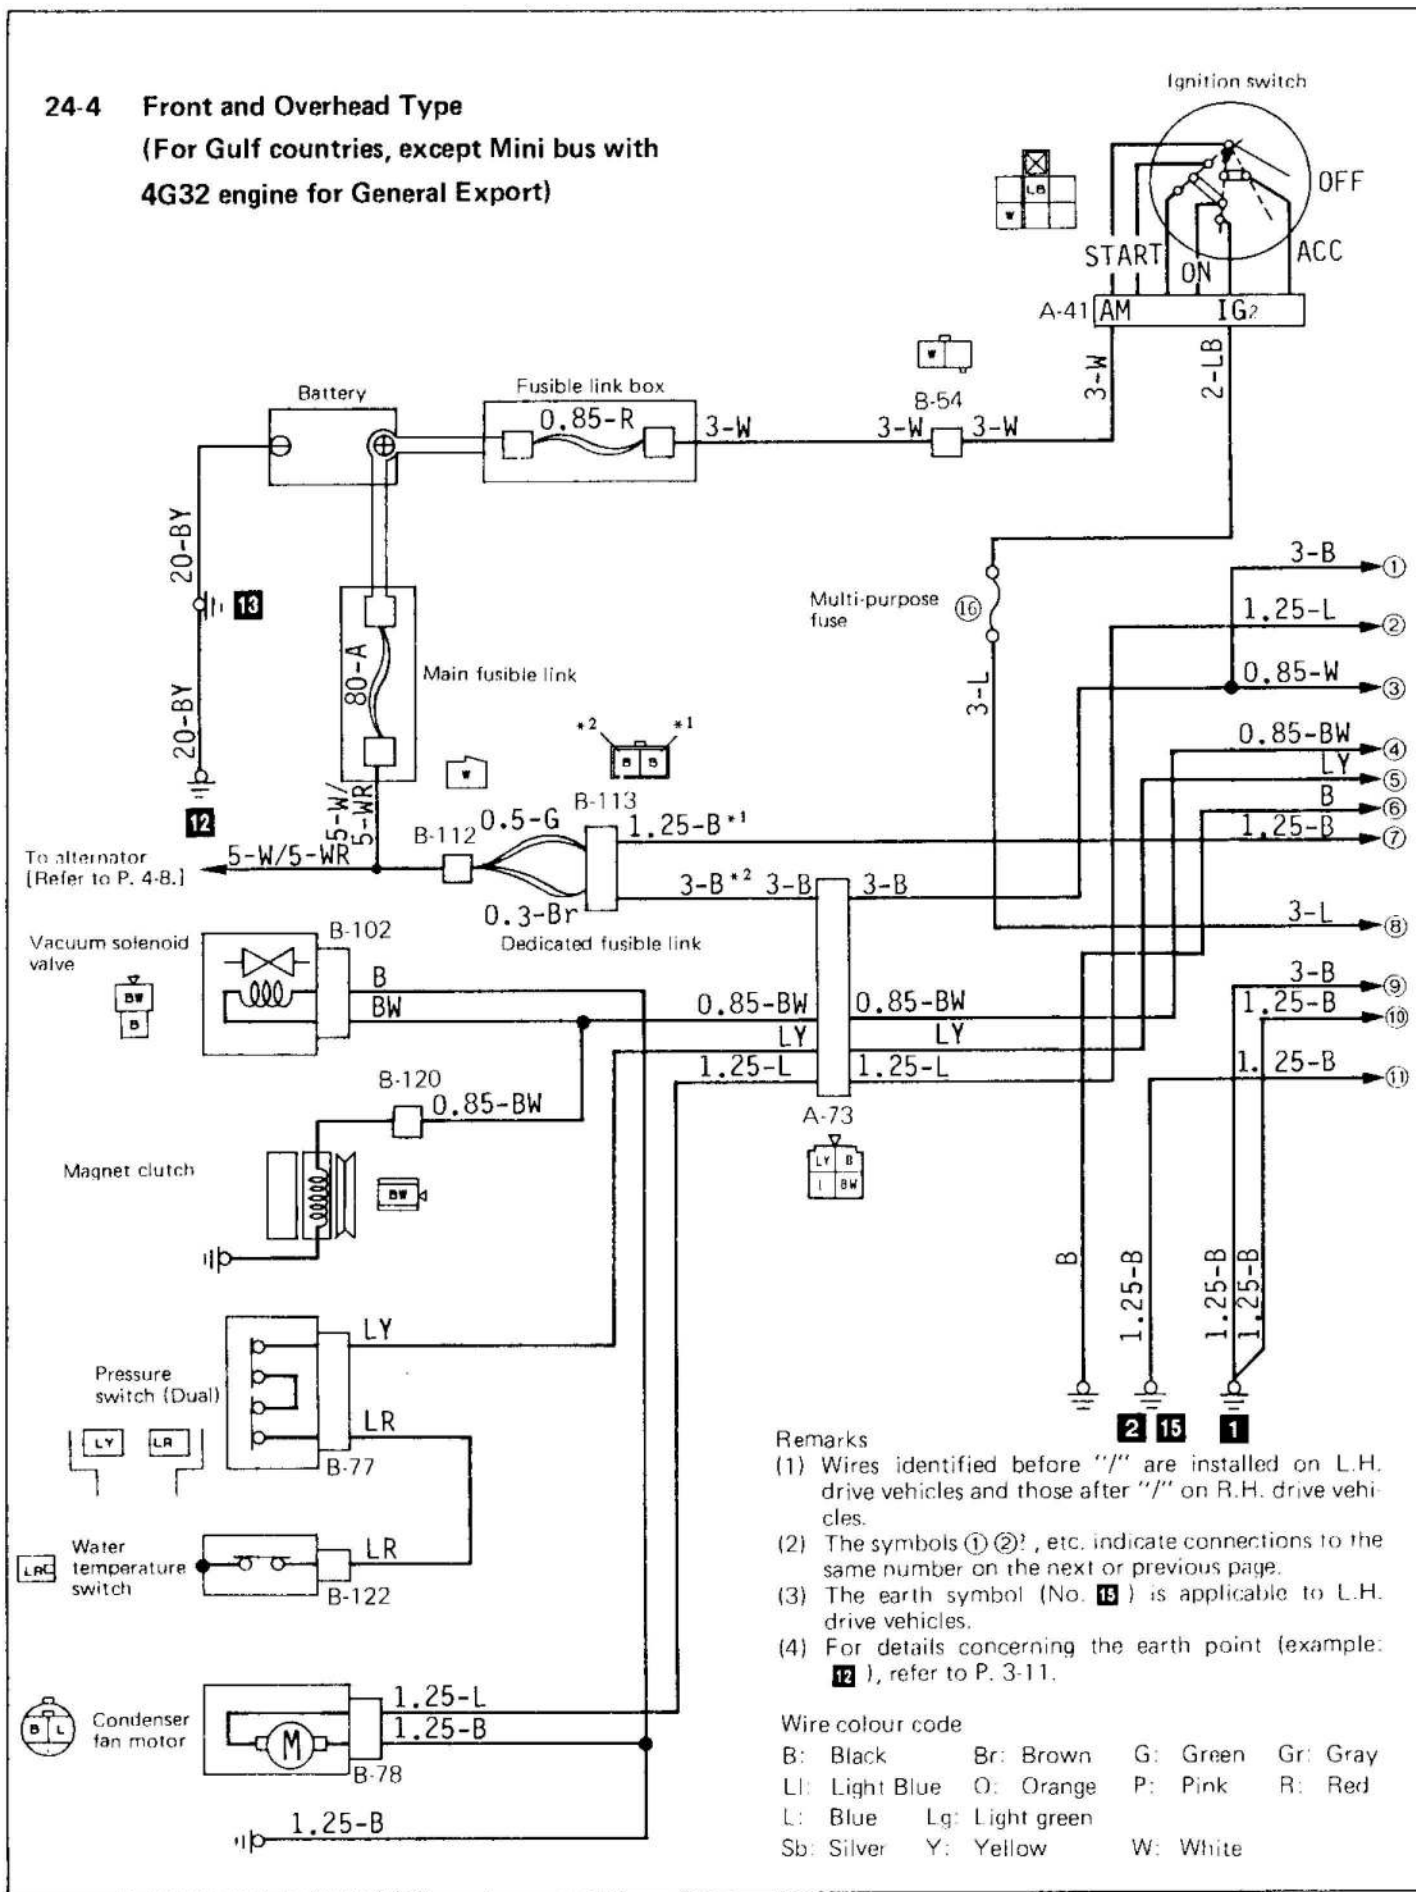 24-4 Front and Overhead Type
(For Gulf countries, except Mini bus with
4G32 engine for General Export)
Ignition switch
OFF
ACC
START
ON
LB
W
A-41 AM IG2
3-W
2-LB
W
B-54
Battery
Fusible link box
0.85-R
3-W
3-W
3-W
20-BY
13
20-BY
12
80-A
Main fusible link
5-W/
5-WR
Multi-purpose
fuse
16
3-L
3-B 1
1.25-L 2
0.85-W 3
0.85-BW 4
LY 5
B 6
1.25-B 7
3-L 8
3-B 9
1.25-B 10
1.25-B 11
*2 *1
B B
W
B-113
B-112
0.5-G
1.25-B*1
To alternator
[Refer to P. 4-8.]
5-W/5-WR
3-B*2 3-B
3-B
0.3-Br
Dedicated fusible link
Vacuum solenoid
valve
B-102
BW
B
B
BW
0.85-BW
0.85-BW
LY
LY
1.25-L
1.25-L
A-73
LY B
L BW
B-120
0.85-BW
Magnet clutch
BW
LY
Pressure
switch (Dual)
LY LR
LR
B-77
Water
temperature
switch
LR
LR
B-122
Condenser
fan motor
B L
M
1.25-L
1.25-B
B-78
1.25-B
B
1.25-B
1.25-B
1.25-B
2 15
1
Remarks
(1) Wires identified before "/" are installed on L.H.
drive vehicles and those after "/" on R.H. drive vehi-
cles.
(2) The symbols ① ②, etc. indicate connections to the
same number on the next or previous page.
(3) The earth symbol (No. 15 ) is applicable to L.H.
drive vehicles.
(4) For details concerning the earth point (example:
12 ), refer to P. 3-11.
Wire colour code
B: Black Br: Brown G: Green Gr: Gray
Ll: Light Blue O: Orange P: Pink R: Red
L: Blue Lg: Light green
Sb: Silver Y: Yellow W: White